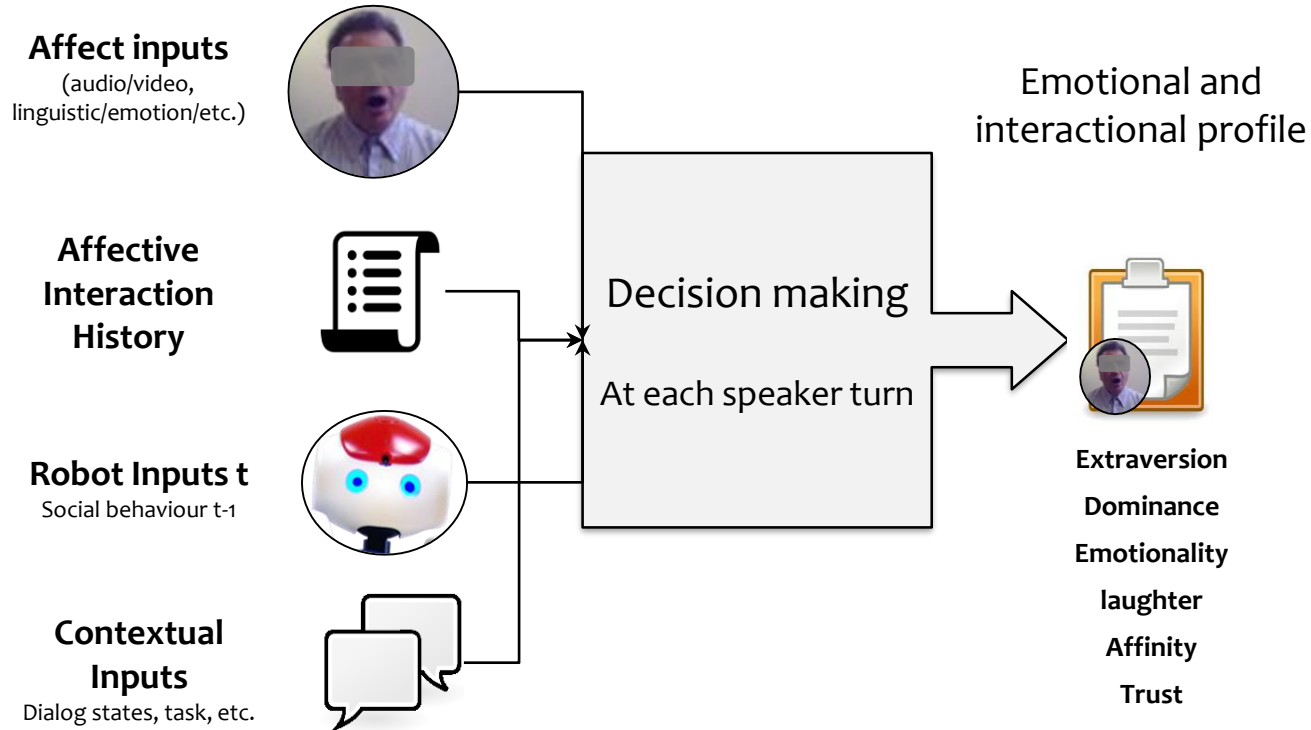 Affect inputs
(audio/video,
linguistic/emotion/etc.)
Affective
Interaction
History
Robot Inputs t
Social behaviour t-1
Contextual
Inputs
Dialog states, task, etc.
Decision making
At each speaker turn
Emotional and
interactional profile
Extraversion
Dominance
Emotionality
laughter
Affinity
Trust